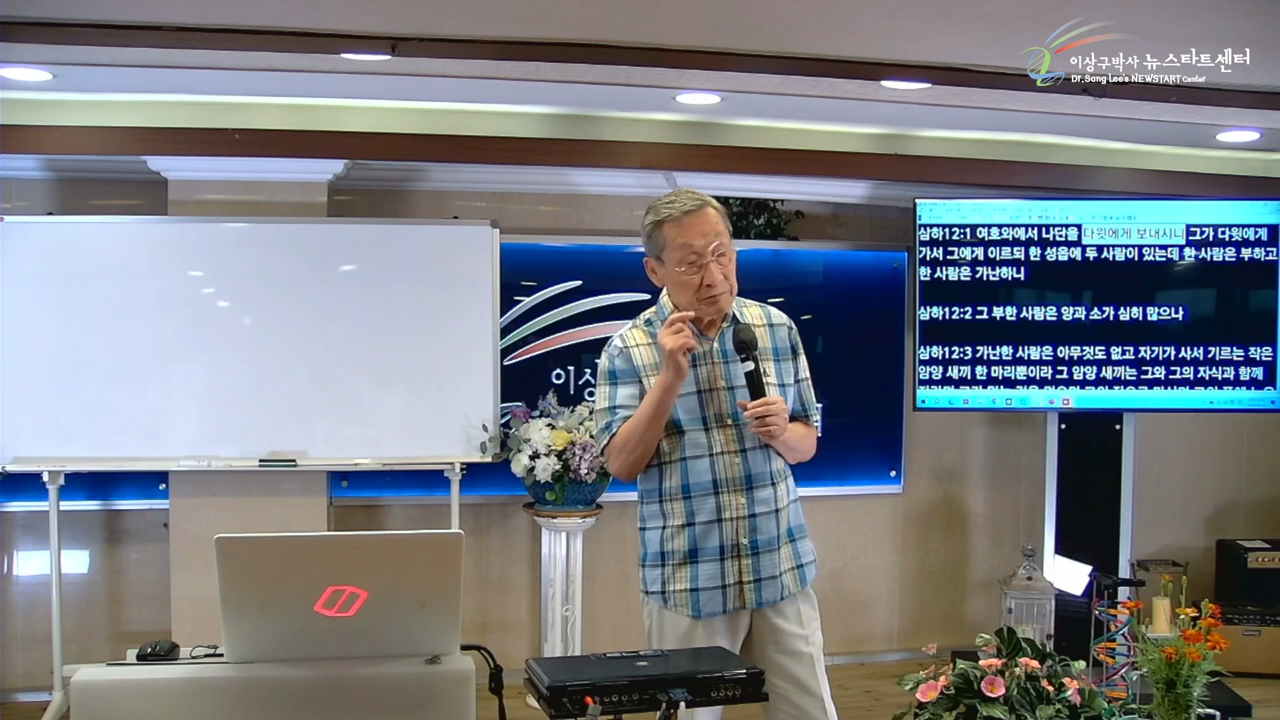 이상구박사 뉴스타트센터
Dr. Sang Lee's NEWSTART Center
삼하12:1 여호와에서 나단을 다윗에게 보내시니 그가 다윗에게
가서 그에게 이르되 한 성읍에 두 사람이 있는데 한 사람은 부하고
한 사람은 가난하니
삼하12:2 그 부한 사람은 양과 소가 심히 많으나
삼하12:3 가난한 사람은 아무것도 없고 자기가 사서 기르는 작은
암양 새끼 한 마리뿐이라 그 암양 새끼는 그와 그의 자식과 함께
이상